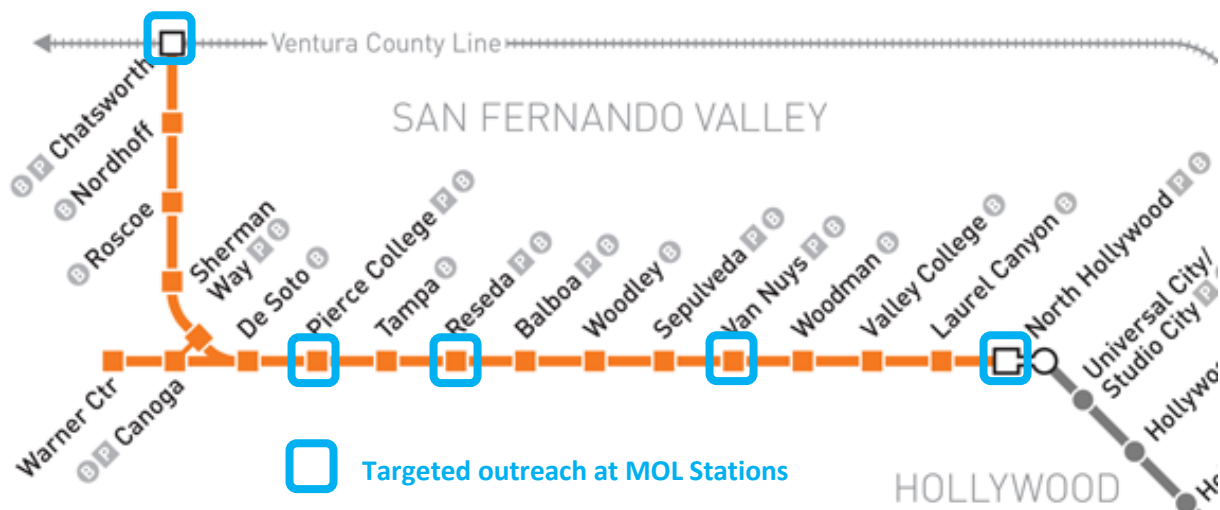 Ventura County Line
SAN FERNANDO VALLEY
B P Chatsworth
B Nordhoff
B Roscoe
Sherman
Way P B
De Soto B
Pierce College P B
Tampa B
Reseda P B
Balboa P B
Woodley B
Sepulveda P B
Van Nuys P B
Woodman B
Valley College B
Laurel Canyon B
North Hollywood P B
Universal City/
Studio City P
Warner Ctr
B P Canoga
Targeted outreach at MOL Stations
HOLLYWOOD